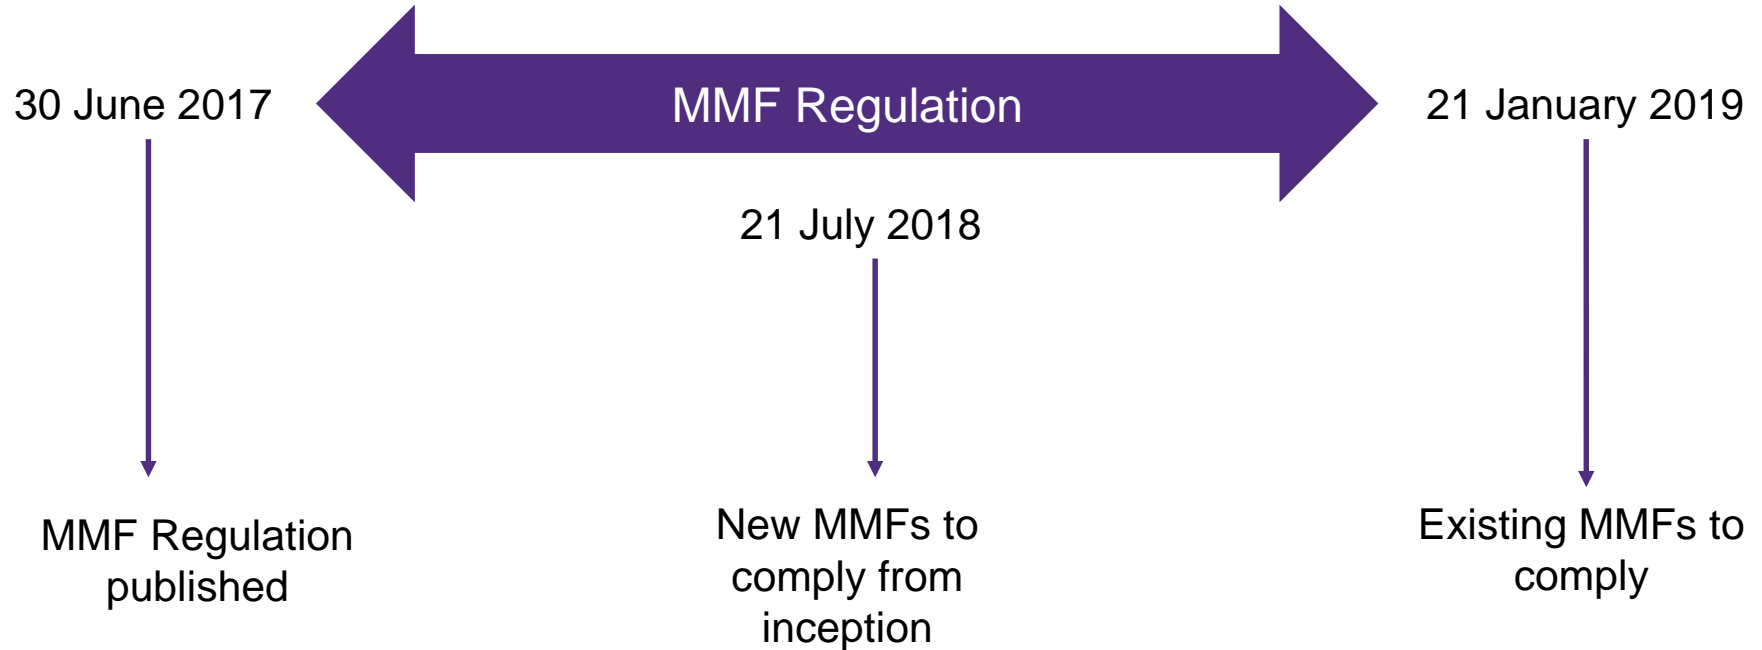 30 June 2017
MMF Regulation
21 January 2019
21 July 2018
MMF Regulation
published
New MMFs to
comply from
inception
Existing MMFs to
comply